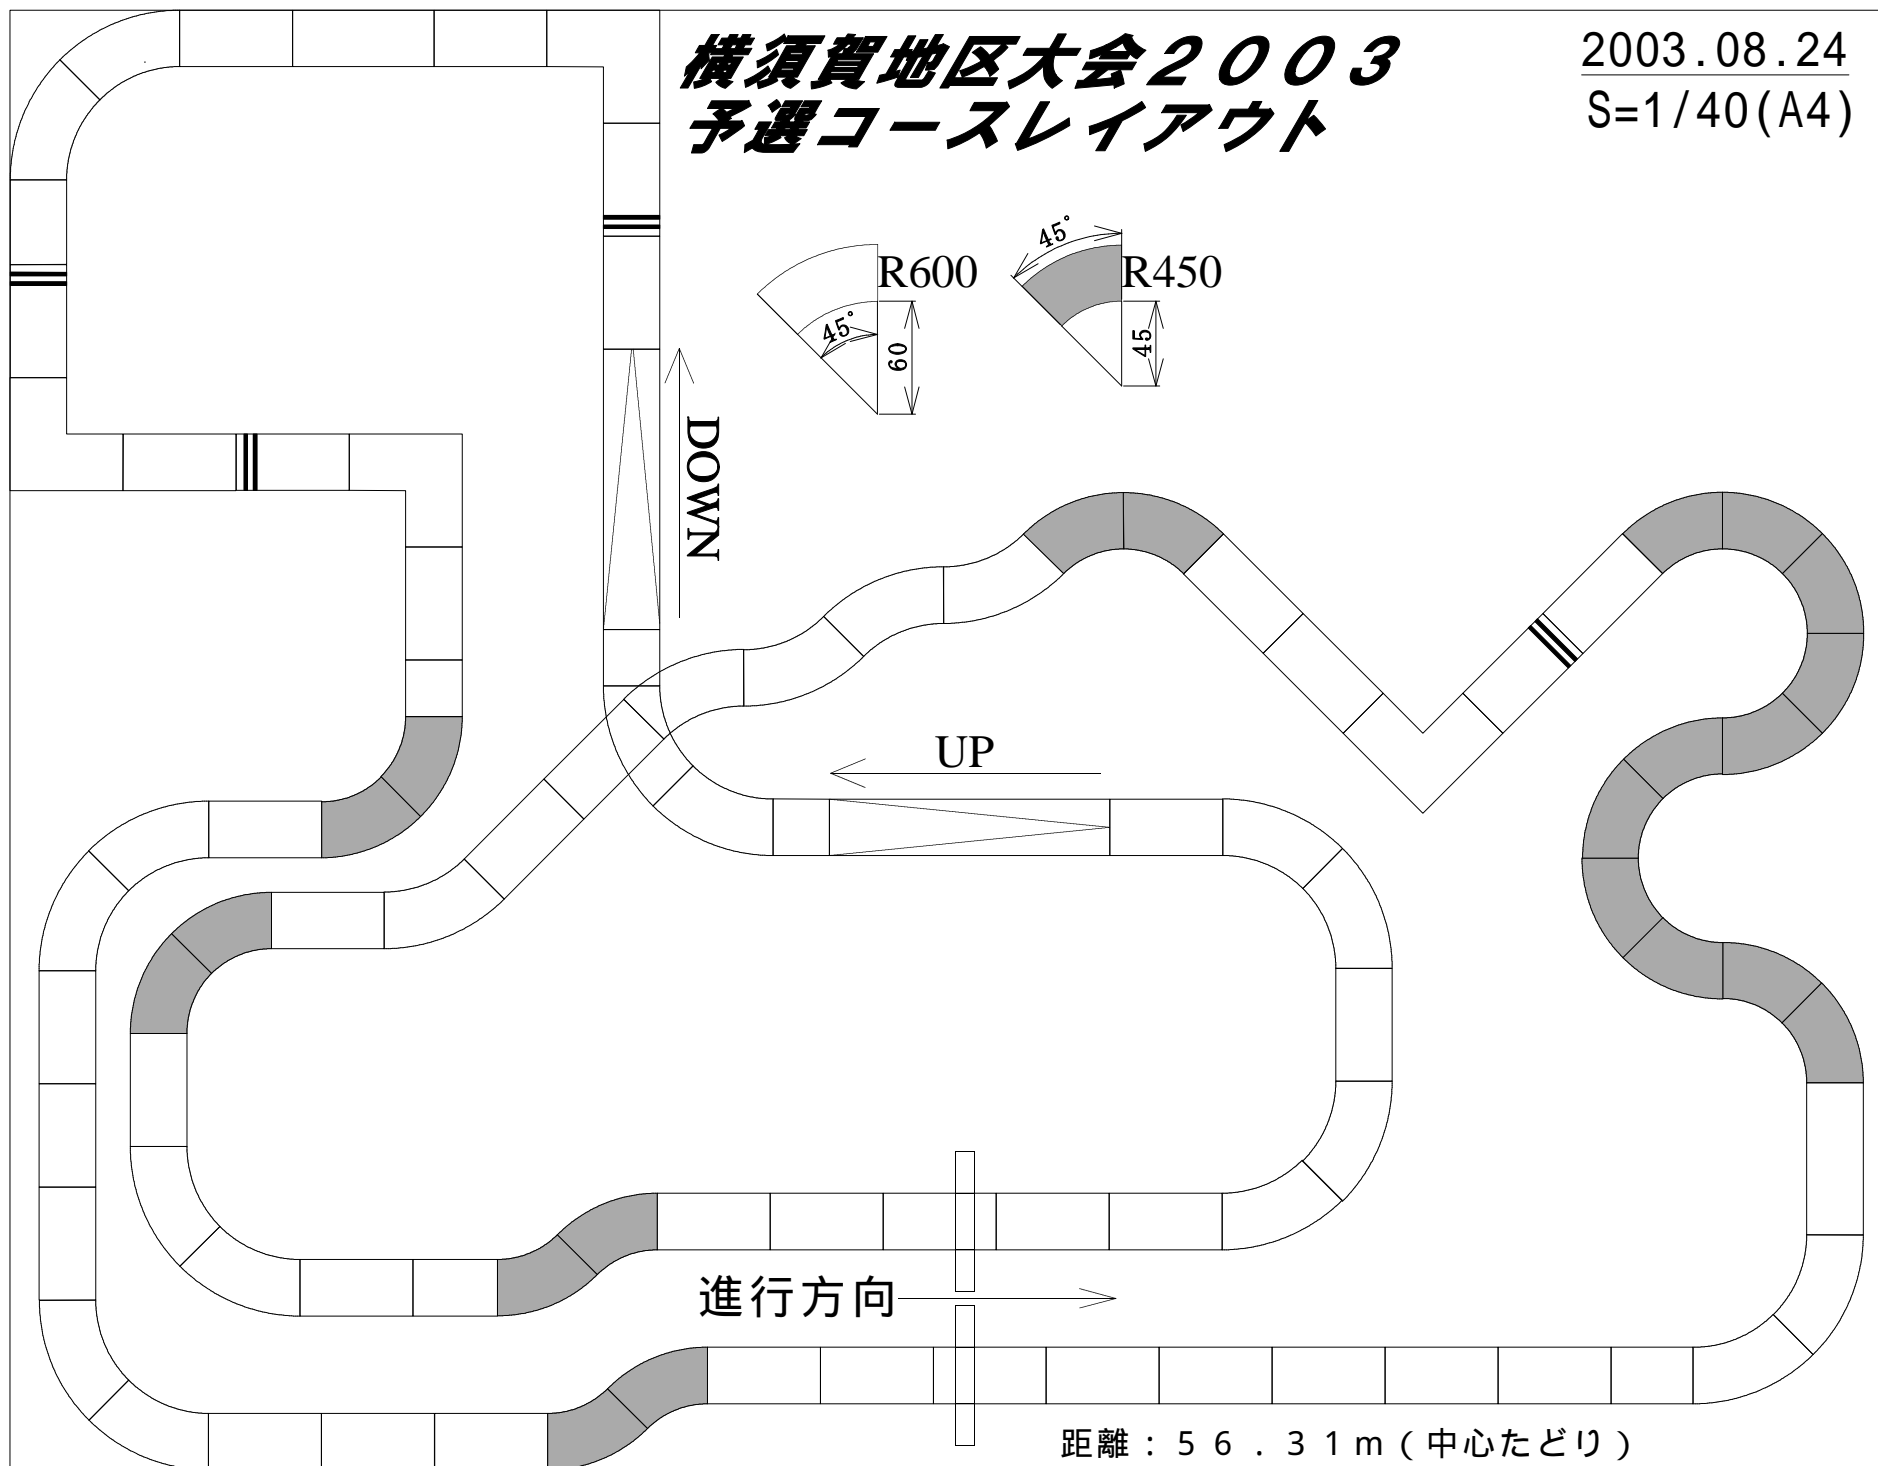 横須賀地区大会２００３
予選コースレイアウト
2003.08.24
S=1/40(A4)
45°
R600
60
45°
R450
45
DOWN
UP
進行方向
距離：５６．３１ｍ（中心たどり）